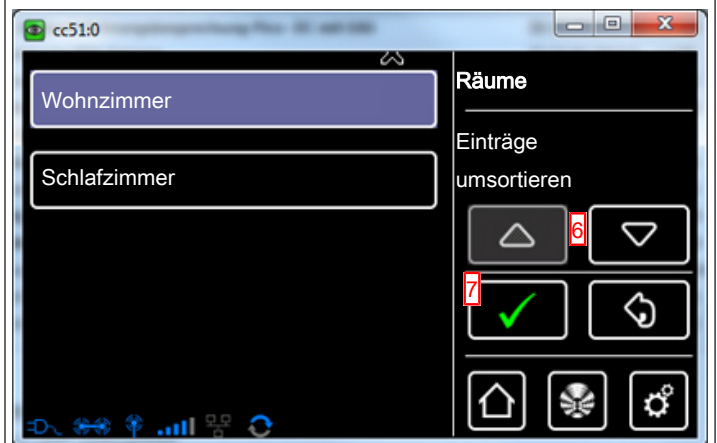 cc51:0
Wohnzimmer
Schlafzimmer
Räume
Einträge
umsortieren
6
7